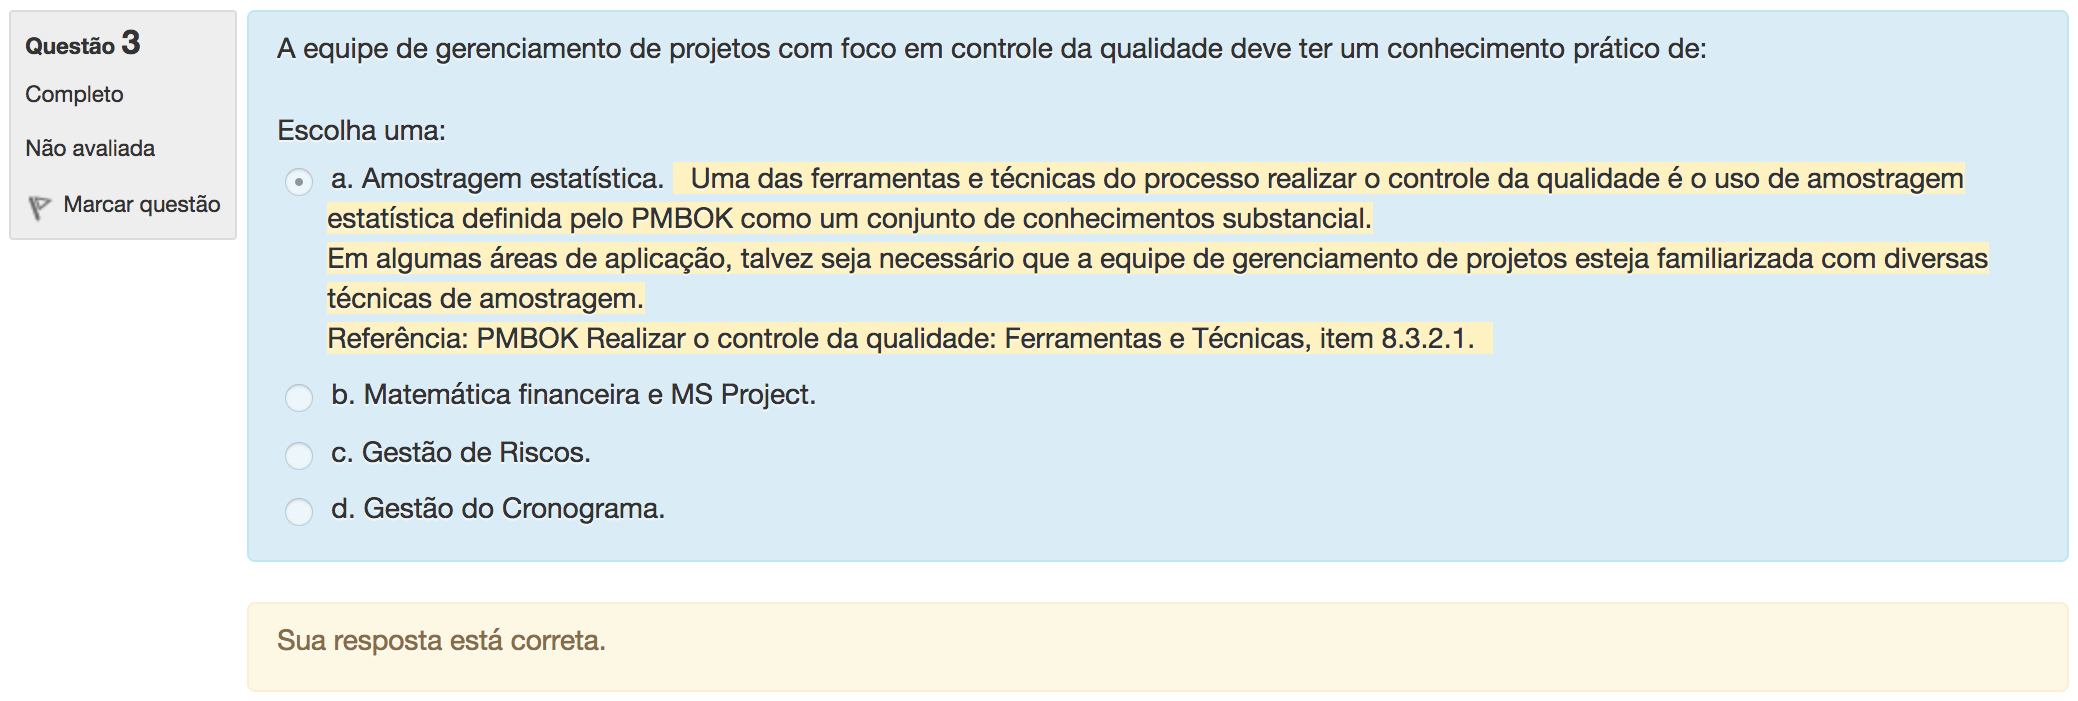 Questão 3
Completo
Não avaliada
Marcar questão
A equipe de gerenciamento de projetos com foco em controle da qualidade deve ter um conhecimento prático de:
Escolha uma:
a. Amostragem estatística. Uma das ferramentas e técnicas do processo realizar o controle da qualidade é o uso de amostragem
estatística definida pelo PMBOK como um conjunto de conhecimentos substancial.
Em algumas áreas de aplicação, talvez seja necessário que a equipe de gerenciamento de projetos esteja familiarizada com diversas
técnicas de amostragem.
Referência: PMBOK Realizar o controle da qualidade: Ferramentas e Técnicas, item 8.3.2.1.
b. Matemática financeira e MS Project.
c. Gestão de Riscos.
d. Gestão do Cronograma.
Sua resposta está correta.